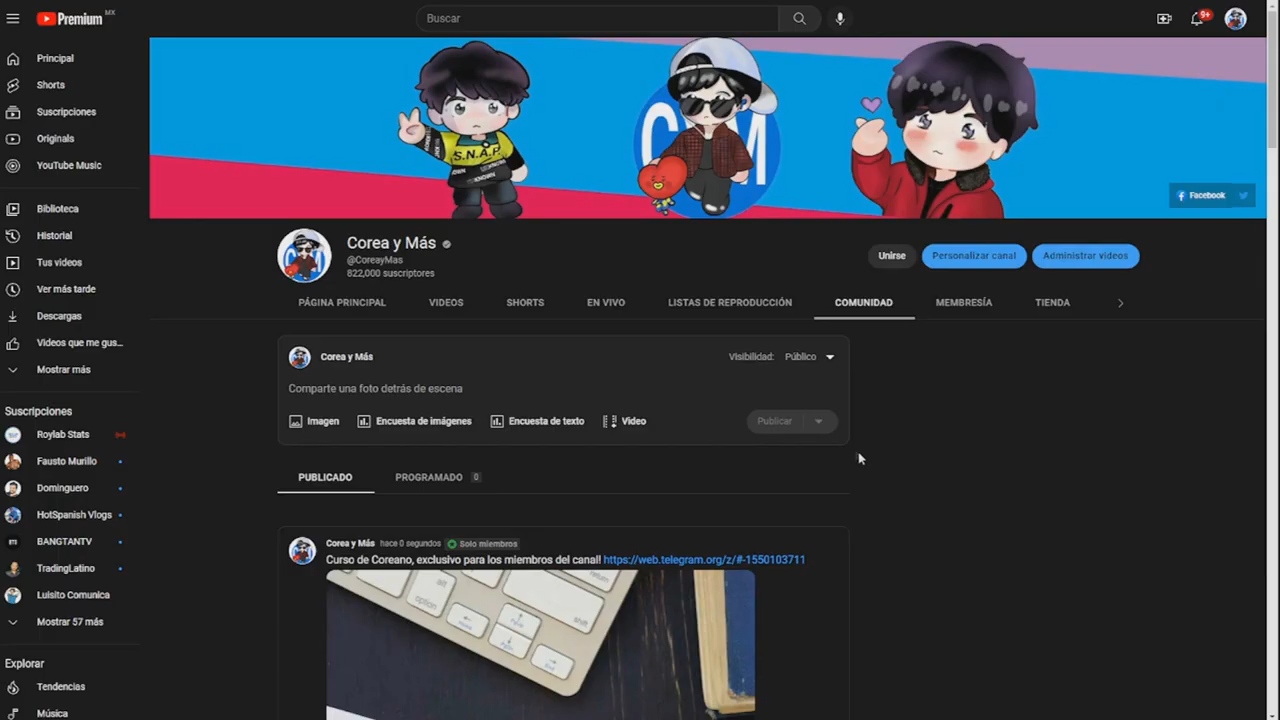 Premium MX
Buscar
9+
Principal
Shorts
Suscripciones
Originals
YouTube Music
Biblioteca
Historial
Tus videos
Ver más tarde
Descargas
Videos que me gus...
Mostrar más
Suscripciones
Roylab Stats
Fausto Murillo
Dominguero
HotSpanish Vlogs
BANGTANTV
TradingLatino
Luisito Comunica
Mostrar 57 más
Explorar
Tendencias
Música
S.N.A.P.
Facebook
Corea y Más
@CoreayMas
822,000 suscriptores
Unirse
Personalizar canal
Administrar videos
PÁGINA PRINCIPAL
VIDEOS
SHORTS
EN VIVO
LISTAS DE REPRODUCCIÓN
COMUNIDAD
MEMBRESÍA
TIENDA
Corea y Más
Visibilidad: Público
Comparte una foto detrás de escena
Imagen
Encuesta de imágenes
Encuesta de texto
Video
Publicar
PUBLICADO
PROGRAMADO 0
Corea y Más hace 0 segundos Solo miembros
Curso de Coreano, exclusivo para los miembros del canal! https://web.telegram.org/z/#-1550103711
alt
option
return
shift